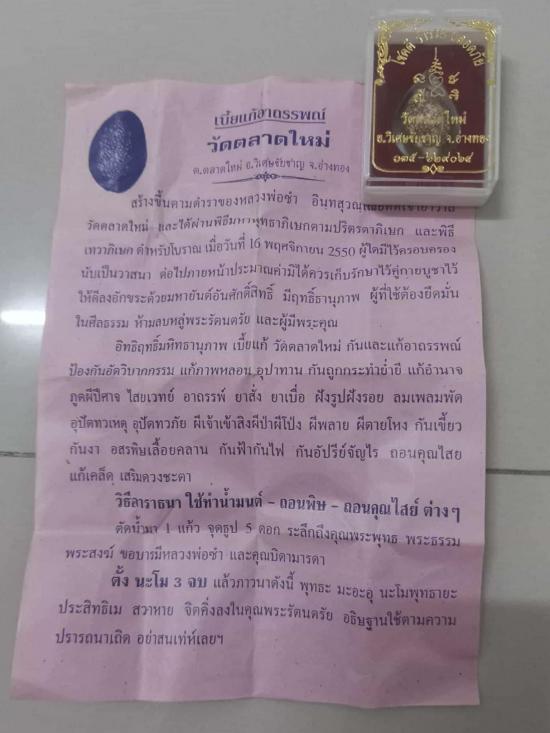 เบี้ยแก้อาถรรพณ์
วัดตลาดใหม่
ต.ตลาดใหม่ อ.วิเศษชัยชาญ จ.อ่างทอง
สร้างขึ้นตามตำราของหลวงพ่อซำ
วัดตลาดใหม่ และได้ผ่านพิธีมหาพุทธาภิเษกตามปริตรดาภิเษก และพิธี
เทวาภิเษก ตำหรับโบราณ เมื่อวันที่ 16 พฤศจิกายน 2550 ผู้ใดมีไว้ครอบครอง
นับเป็นวาสนา ต่อไปภายหน้าประมาณค่ามิได้ควรเก็บรักษาไว้คู่กายบูชาไว้
ให้ดีลงอักขระด้วยมหายันต์อันศักดิ์สิทธิ์ มีฤทธิ์ธานุภาพ ผู้ที่ใช้ต้องยึดมั่น
ในศีลธรรม ห้ามลบหลู่พระรัตนตรัย และผู้มีพระคุณ
อิทธิฤทธิ์มหิทธานุภาพ เบี้ยแก้ วัดตลาดใหม่ กันและแก้อาถรรพณ์
ป้องกันอัตวิบากกรรม แก้ภาพหลอน อุปาทาน กันถูกกระทำย่ำยี แก้อำนาจ
ภูตผีปีศาจ ไสยเวทย์ อาถรรพ์ ยาสั่ง ยาเบื่อ ฝังรูปฝังรอย ลมเพลมพัด
อุปัตทวเหตุ อุปัตทวภัย ผีเจ้าเข้าสิงผีป่าผีโป่ง ผีพลาย ผีตายโหง กันเขี้ยว
กันงา อสรพิษเลื้อยคลาน กันฟ้ากันไฟ กันอัปรีย์จัญไร ถอนคุณไสย
แก้เคล็ด เสริมดวงชะตา
วิธีอาราธนา ใช้ทำน้ำมนต์ - ถอนพิษ - ถอนคุณไสย์ ต่างๆ
ตัดน้ำมา 1 แก้ว จุดธูป 5 ดอก ระลึกถึงคุณพระพุทธ พระธรรม
พระสงฆ์ ขอบารมีหลวงพ่อซำ และคุณบิดามารดา
ตั้ง นะโม 3 จบ แล้วภาวนาดังนี้ พุทธะ มะอะอุ นะโมพุทธายะ
ประสิทธิเม สวาหาย จิตคิ่งลงในคุณพระรัตนตรัย อธิษฐานใช้ตามความ
ปรารถนาเถิด อย่าสนเท่ห์เลยฯ
วัดตลาดใหม่
อ.วิเศษชัยชาญ จ.อ่างทอง